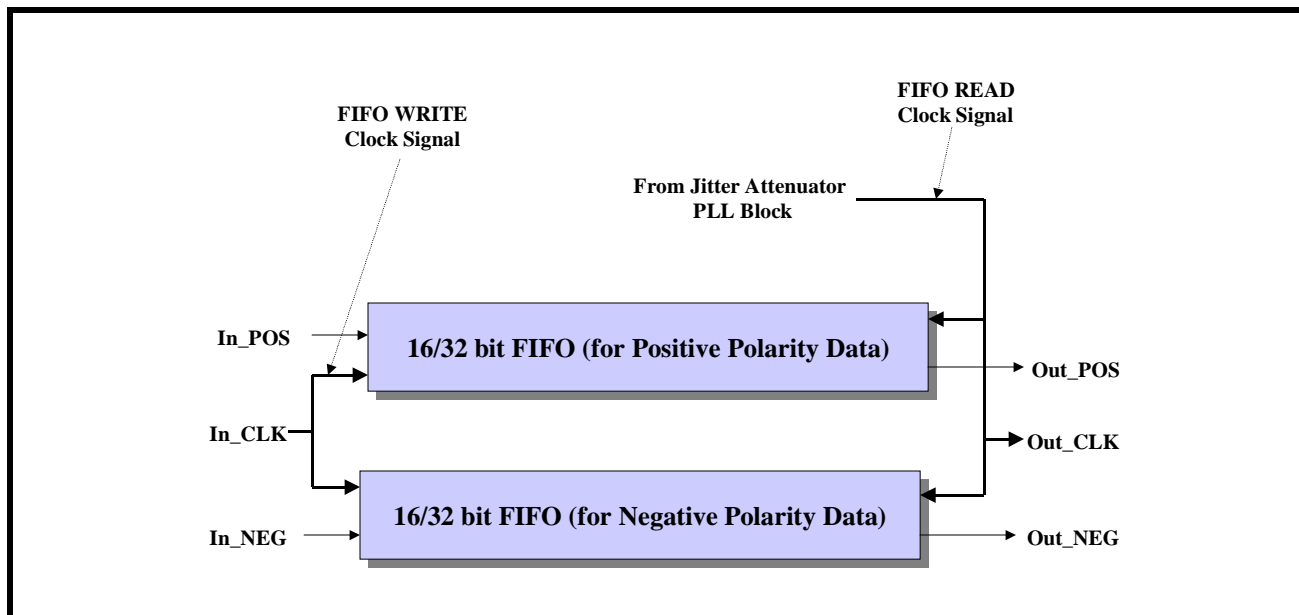 FIFO READ
Clock Signal
FIFO WRITE
Clock Signal
From Jitter Attenuator
PLL Block
In_POS
16/32 bit FIFO (for Positive Polarity Data)
Out_POS
In_CLK
Out_CLK
16/32 bit FIFO (for Negative Polarity Data)
In_NEG
Out_NEG